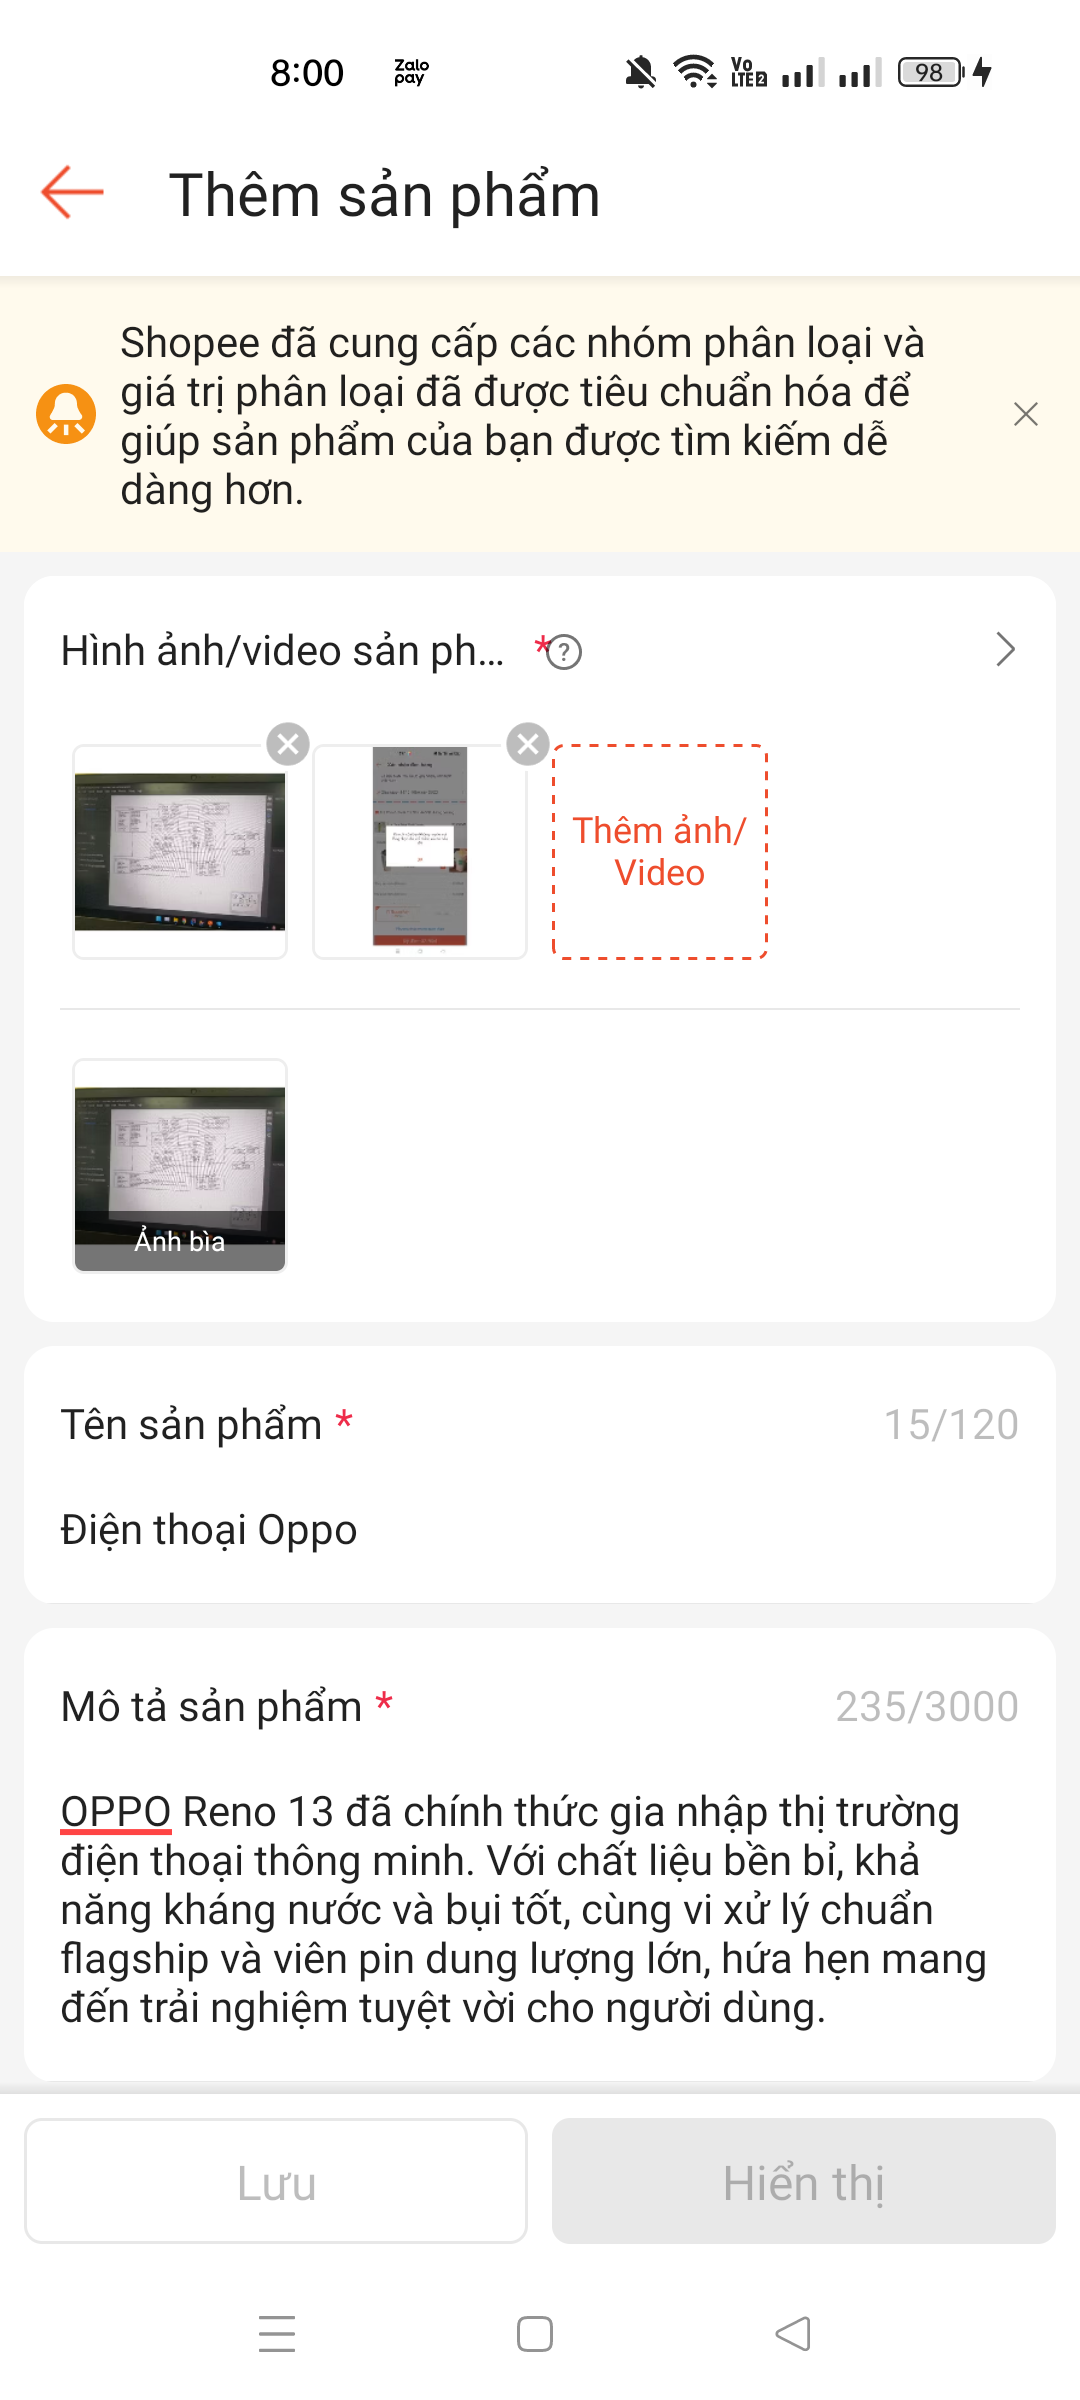 8:00
Zalo
pay
Vo
LTE2
98
Thêm sản phẩm
Shopee đã cung cấp các nhóm phân loại và
giá trị phân loại đã được tiêu chuẩn hóa để
giúp sản phẩm của bạn được tìm kiếm dễ
dàng hơn.
Hình ảnh/video sản ph... *
Thêm ảnh/
Video
Ảnh bìa
Tên sản phẩm *
15/120
Điện thoại Oppo
Mô tả sản phẩm *
235/3000
OPPO Reno 13 đã chính thức gia nhập thị trường
điện thoại thông minh. Với chất liệu bền bỉ, khả
năng kháng nước và bụi tốt, cùng vi xử lý chuẩn
flagship và viên pin dung lượng lớn, hứa hẹn mang
đến trải nghiệm tuyệt vời cho người dùng.
Lưu
Hiển thị